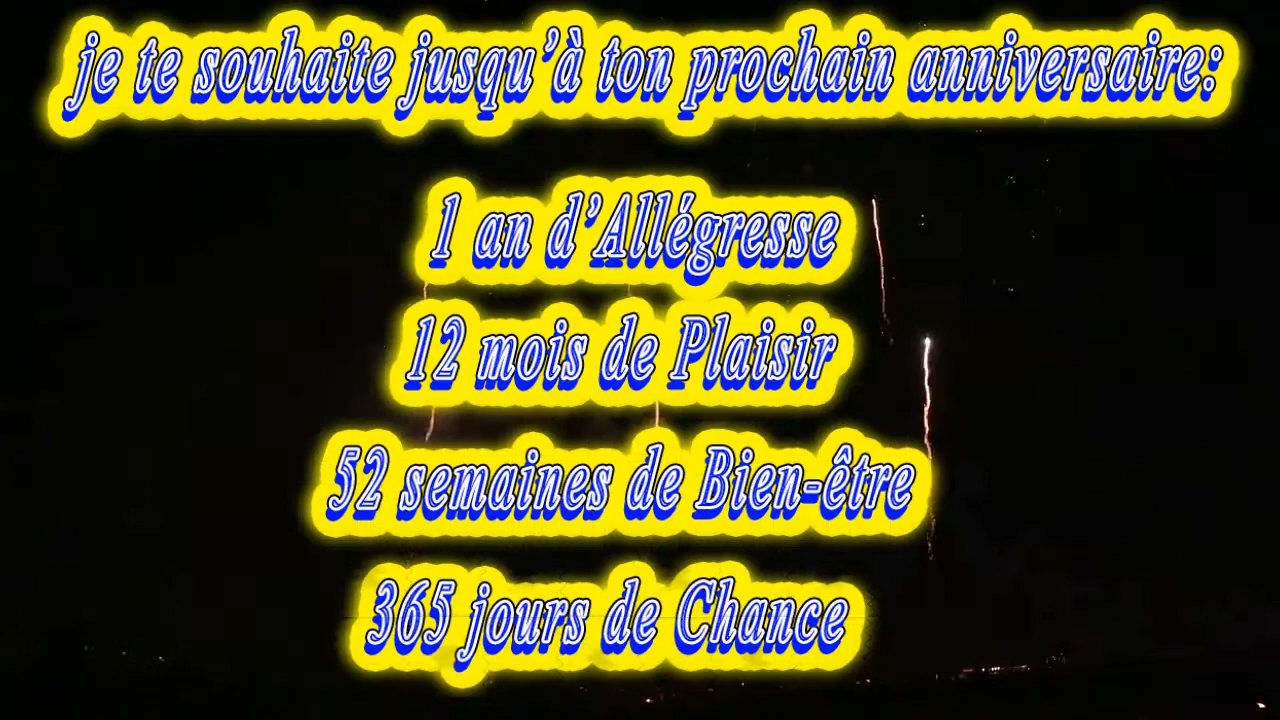 je te souhaite jusqu’à ton prochain anniversaire:
1 an d’Allégresse
12 mois de Plaisir
52 semaines de Bien-être
365 jours de Chance